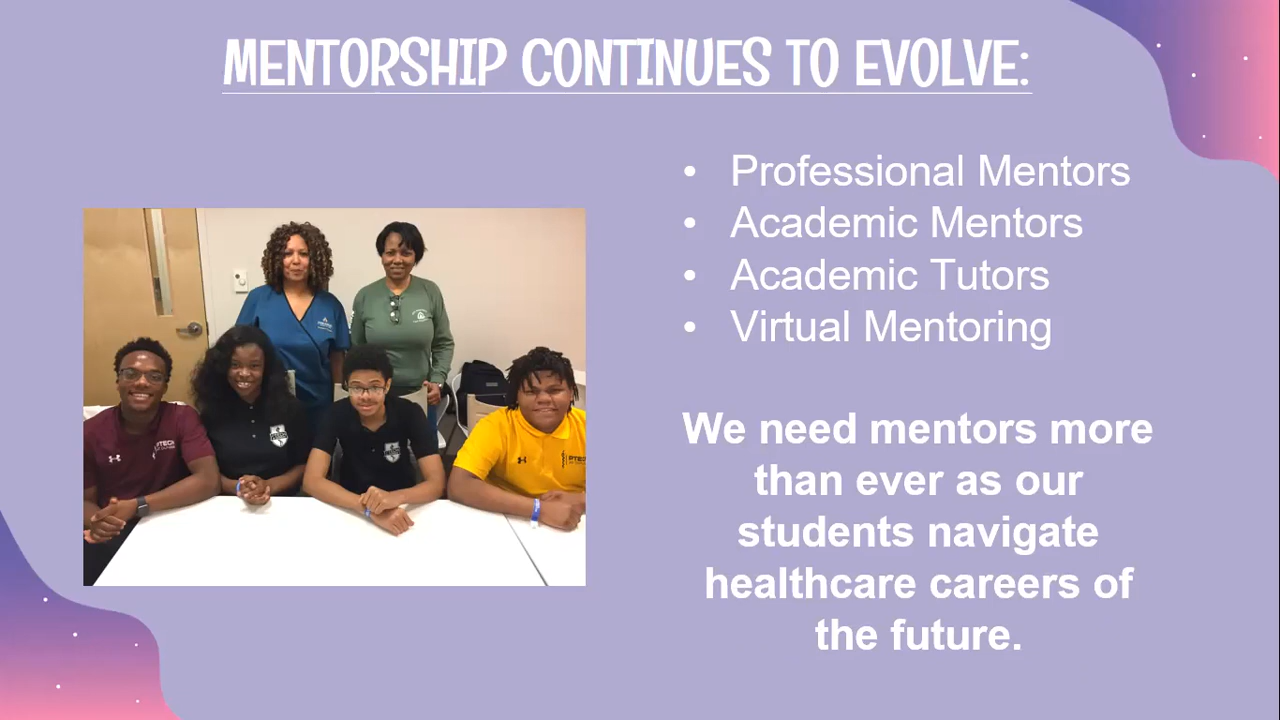 MENTORSHIP CONTINUES TO EVOLVE:
• Professional Mentors
• Academic Mentors
• Academic Tutors
• Virtual Mentoring
We need mentors more
than ever as our
students navigate
healthcare careers of
the future.